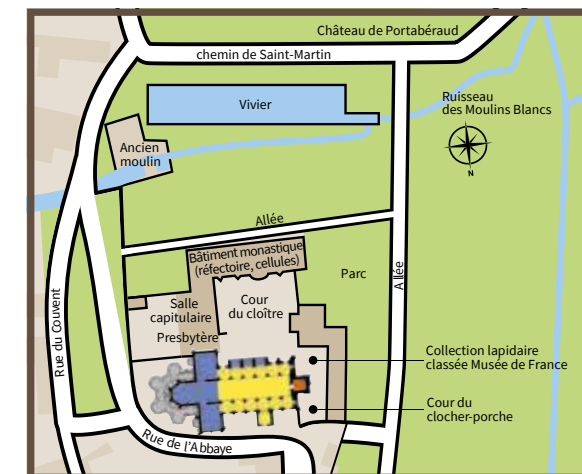 Château de Portabéraud
chemin de Saint-Martin
Vivier
Ruisseau
des Moulins Blancs
N
Ancien
moulin
Allée
Bâtiment monastique
(réfectoire, cellules)
Parc
Allée
Salle
capitulaire
Cour
du cloître
Presbytère
Rue du Couvent
Collection lapidaire
classée Musée de France
Cour du
clocher-porche
Rue de l'Abbaye